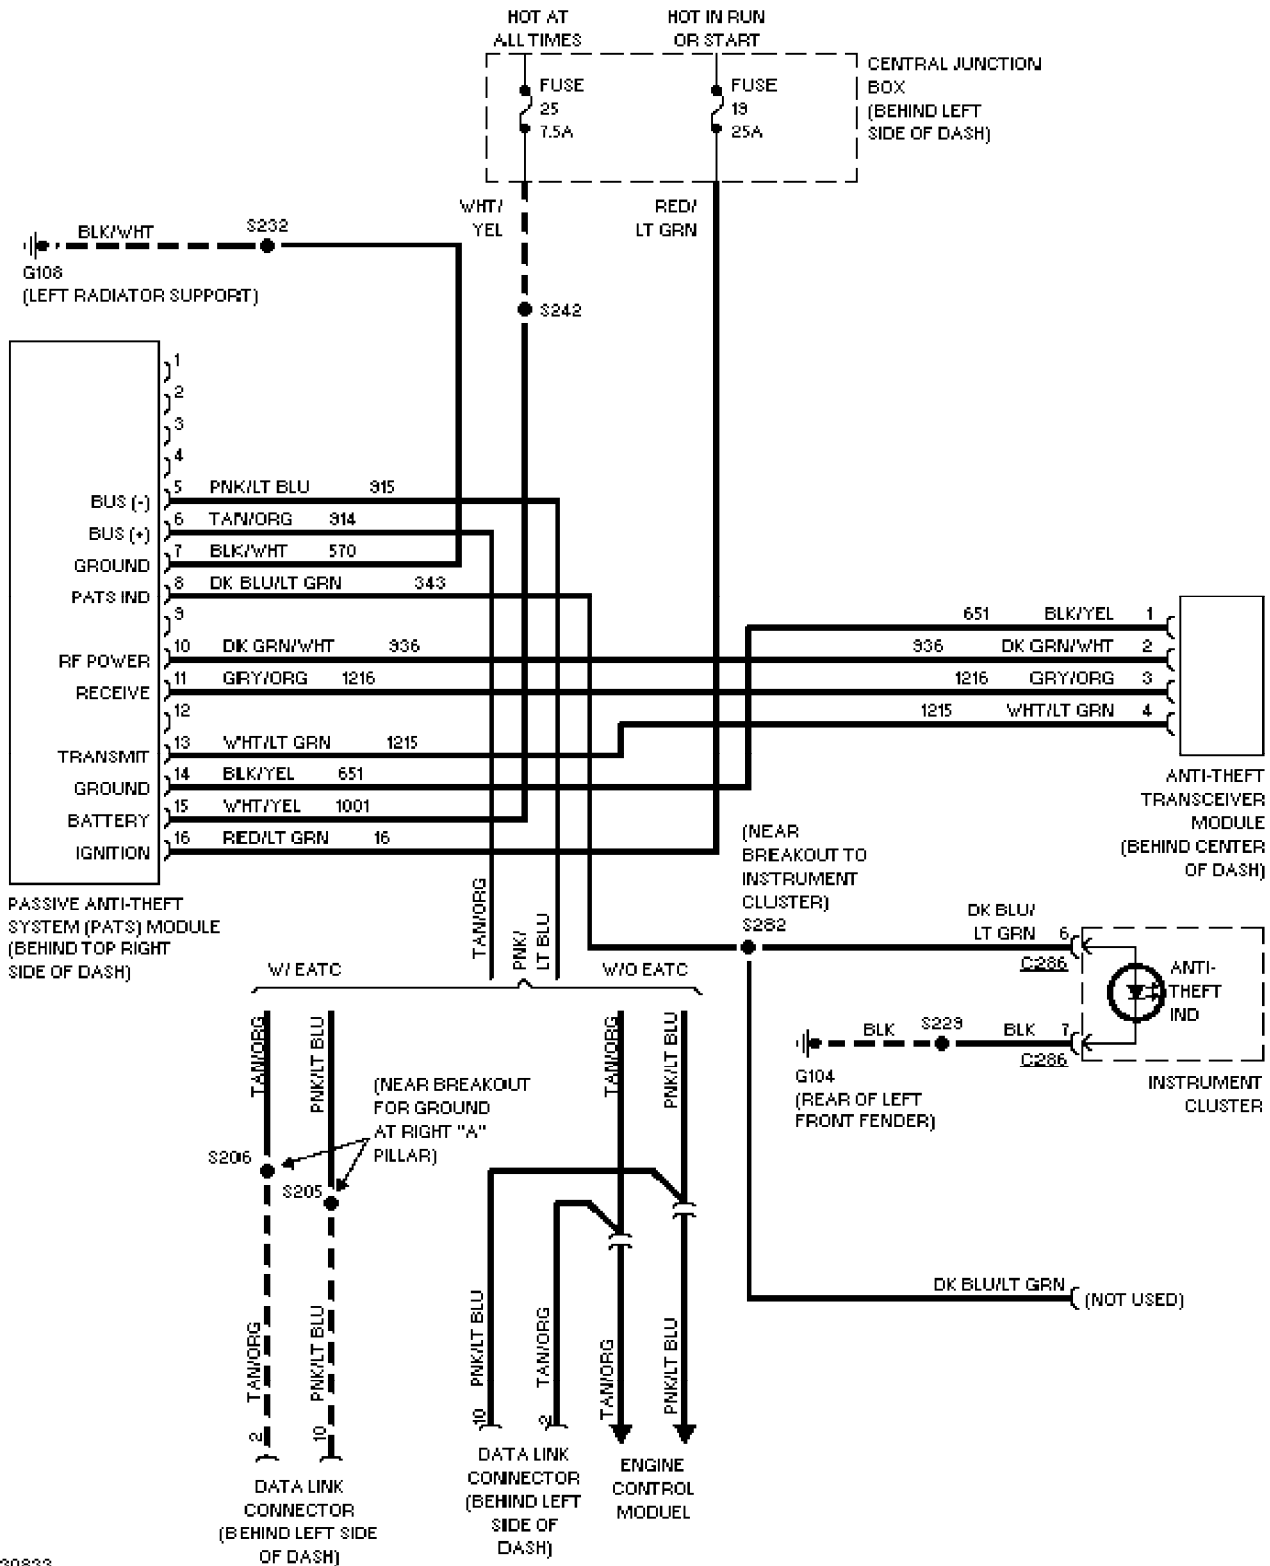 HOT AT
ALL TIMES
HOT IN RUN
OR START
FUSE
25
7.5A
FUSE
19
25A
CENTRAL JUNCTION
BOX
(BEHIND LEFT
SIDE OF DASH)
WHT/
YEL
RED/
LT GRN
BLK/WHT
S232
G108
(LEFT RADIATOR SUPPORT)
S242
1
2
3
4
BUS (-)
5
PNK/LT BLU
915
BUS (+)
6
TAN/ORG
914
GROUND
7
BLK/WHT
570
PATS IND
8
DK BLU/LT GRN
343
9
RF POWER
10
DK GRN/WHT
936
RECEIVE
11
GRY/ORG
1216
12
TRANSMIT
13
WHT/LT GRN
1215
GROUND
14
BLK/YEL
651
BATTERY
15
WHT/YEL
1001
IGNITION
16
RED/LT GRN
16
651
BLK/YEL
1
936
DK GRN/WHT
2
1216
GRY/ORG
3
1215
WHT/LT GRN
4
ANTI-THEFT
TRANSCEIVER
MODULE
(BEHIND CENTER
OF DASH)
PASSIVE ANTI-THEFT
SYSTEM (PATS) MODULE
(BEHIND TOP RIGHT
SIDE OF DASH)
TAN/ORG
PNK/
LT BLU
(NEAR
BREAKOUT TO
INSTRUMENT
CLUSTER)
S282
DK BLU/
LT GRN
6
C286
ANTI-
THEFT
IND
BLK
S229
BLK
7
C286
G104
(REAR OF LEFT
FRONT FENDER)
INSTRUMENT
CLUSTER
W/ EATC
W/O EATC
TAN/ORG
PNK/LT BLU
TAN/ORG
PNK/LT BLU
(NEAR BREAKOUT
FOR GROUND
AT RIGHT "A"
PILLAR)
S206
S205
DK BLU/LT GRN
(NOT USED)
TAN/ORG
PNK/LT BLU
PNK/LT BLU
TAN/ORG
TAN/ORG
PNK/LT BLU
2
10
10
2
DATA LINK
CONNECTOR
(BEHIND LEFT SIDE
OF DASH)
DATA LINK
CONNECTOR
(BEHIND LEFT
SIDE OF
DASH)
ENGINE
CONTROL
MODUEL